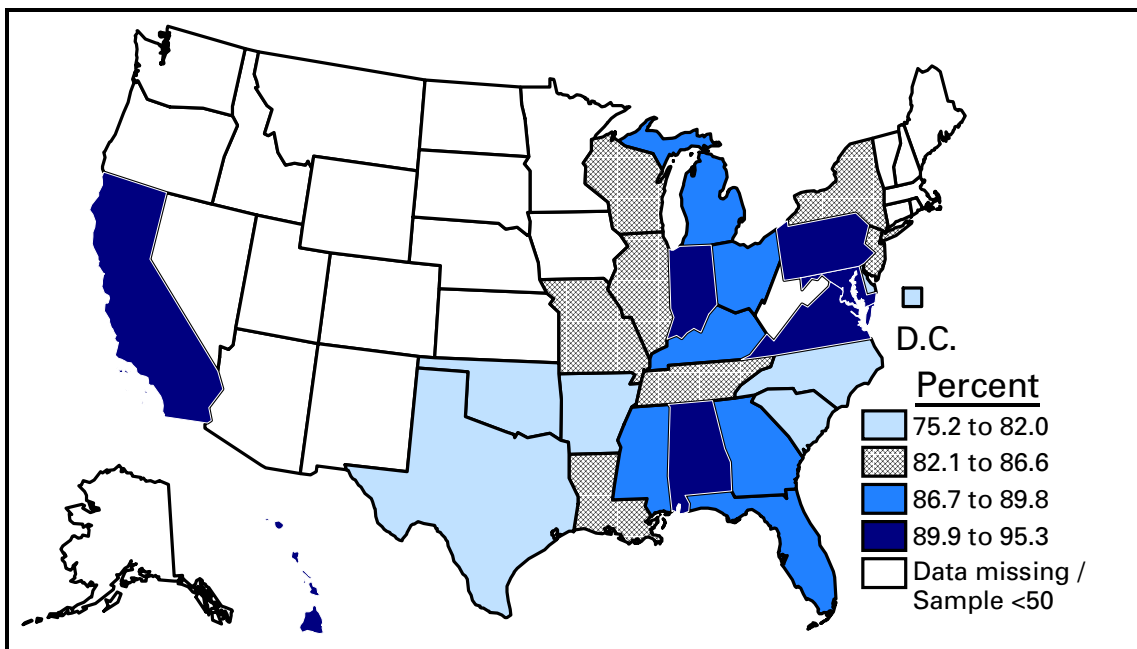 D.C.
Percent
75.2 to 82.0
82.1 to 86.6
86.7 to 89.8
89.9 to 95.3
Data missing /
Sample <50